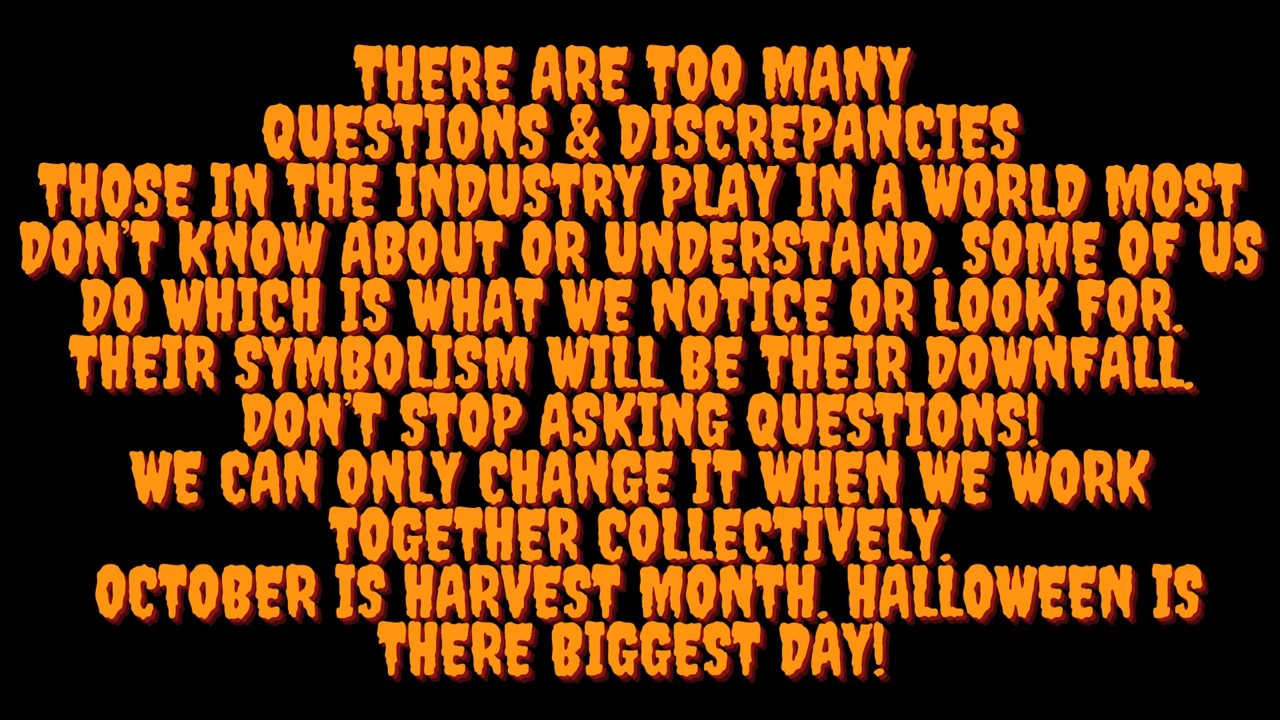 THERE ARE TOO MANY
QUESTIONS & DISCREPANCIES
THOSE IN THE INDUSTRY PLAY IN A WORLD MOST
DON'T KNOW ABOUT OR UNDERSTAND. SOME OF US
DO WHICH IS WHAT WE NOTICE OR LOOK FOR.
THEIR SYMBOLISM WILL BE THEIR DOWNFALL.
DON'T STOP ASKING QUESTIONS!
WE CAN ONLY CHANGE IT WHEN WE WORK
TOGETHER COLLECTIVELY.
OCTOBER IS HARVEST MONTH. HALLOWEEN IS
THERE BIGGEST DAY!